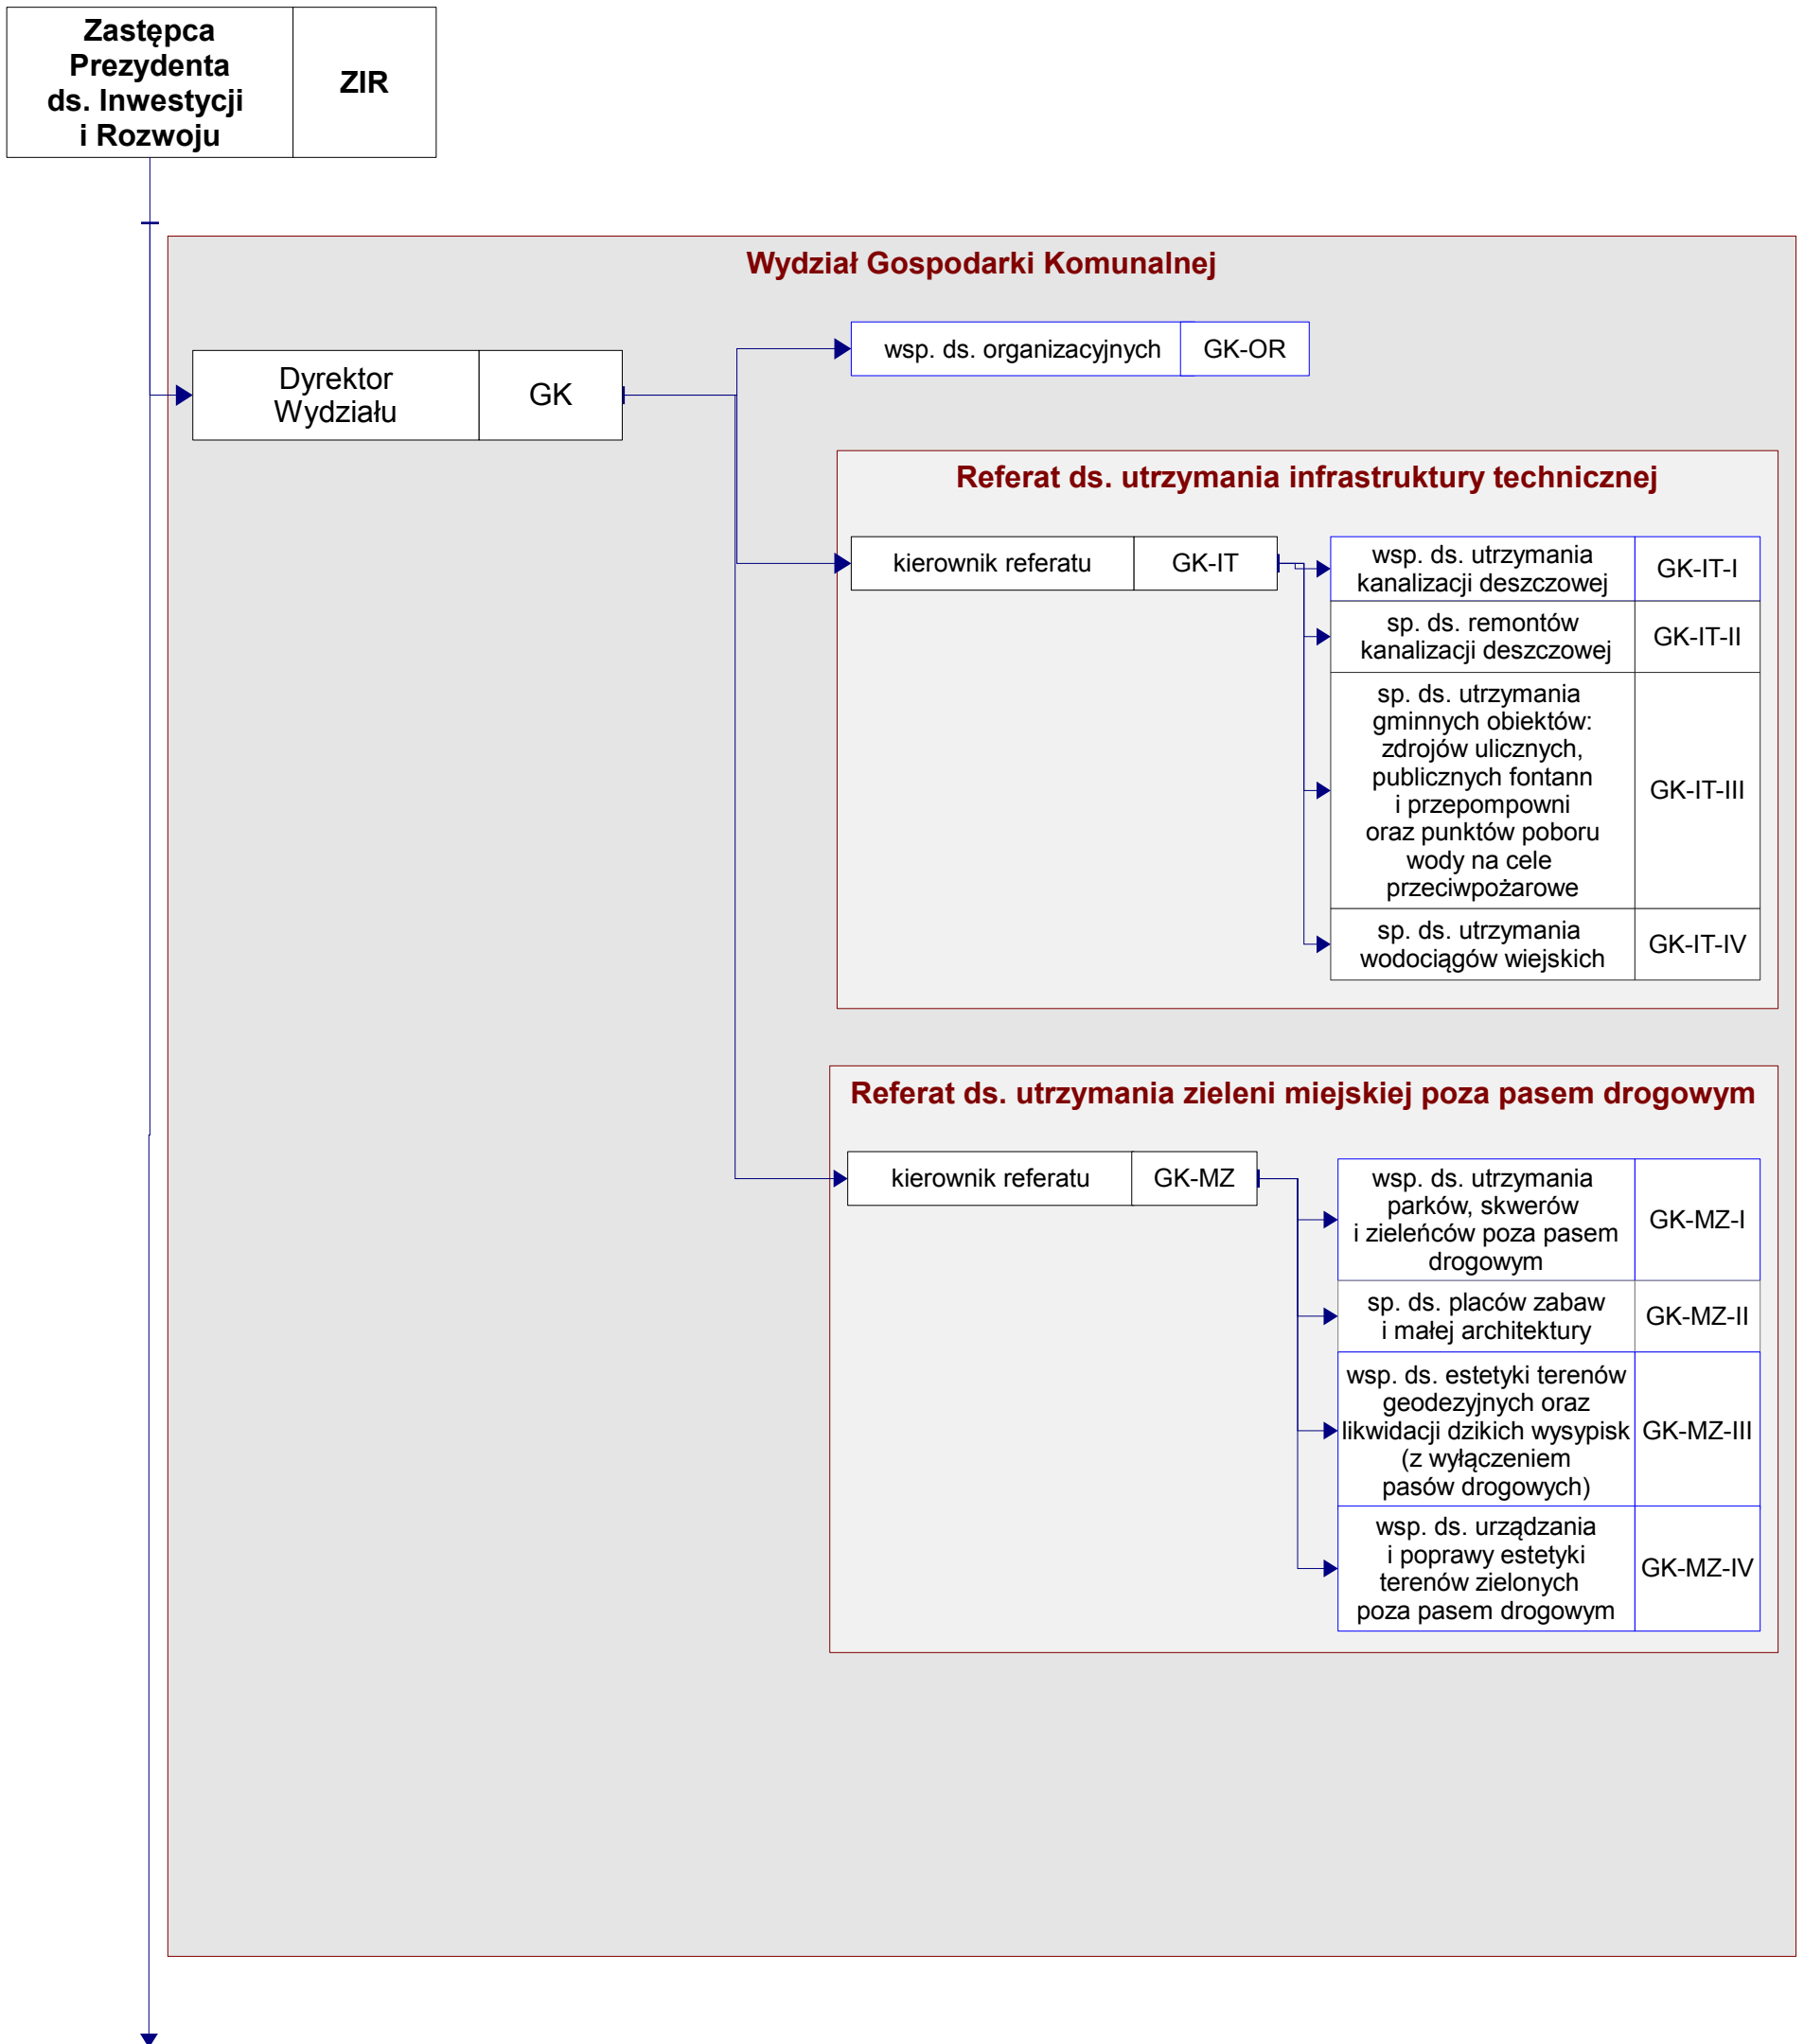 Zastępca
Prezydenta
ds. Inwestycji
i Rozwoju
ZIR
Wydział Gospodarki Komunalnej
Dyrektor
Wydziału
GK
wsp. ds. organizacyjnych
GK-OR
Referat ds. utrzymania infrastruktury technicznej
kierownik referatu
GK-IT
wsp. ds. utrzymania
kanalizacji deszczowej
GK-IT-I
sp. ds. remontów
kanalizacji deszczowej
GK-IT-II
sp. ds. utrzymania
gminnych obiektów:
zdrojów ulicznych,
publicznych fontann
i przepompowni
oraz punktów poboru
wody na cele
przeciwpożarowe
GK-IT-III
sp. ds. utrzymania
wodociągów wiejskich
GK-IT-IV
Referat ds. utrzymania zieleni miejskiej poza pasem drogowym
kierownik referatu
GK-MZ
wsp. ds. utrzymania
parków, skwerów
i zieleńców poza pasem
drogowym
GK-MZ-I
sp. ds. placów zabaw
i małej architektury
GK-MZ-II
wsp. ds. estetyki terenów
geodezyjnych oraz
likwidacji dzikich wysypisk
(z wyłączeniem
pasów drogowych)
GK-MZ-III
wsp. ds. urządzania
i poprawy estetyki
terenów zielonych
poza pasem drogowym
GK-MZ-IV